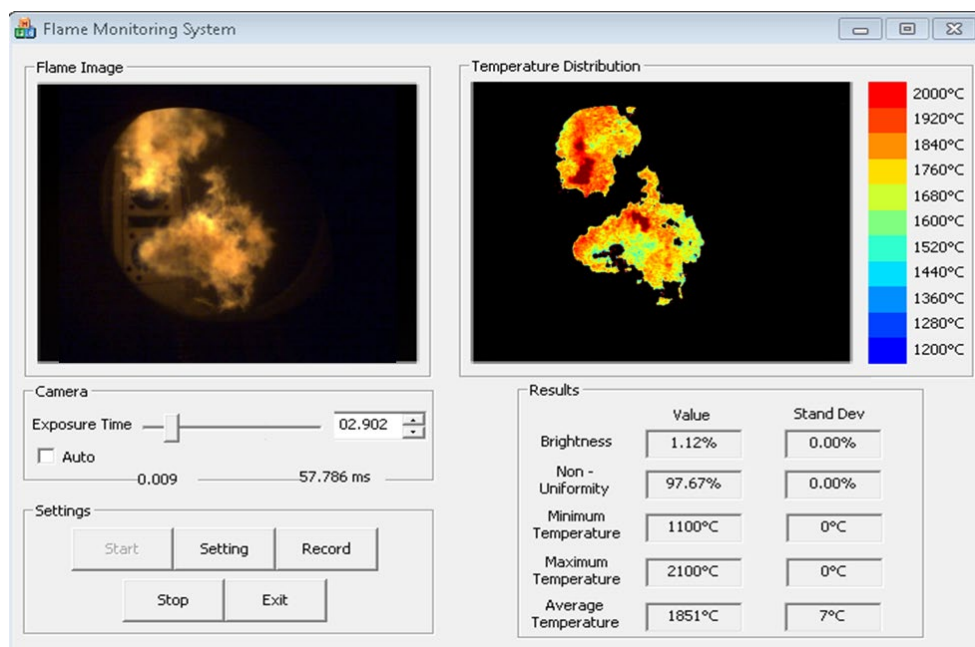 Flame Monitoring System
Flame Image
Temperature Distribution
2000°C
1920°C
1840°C
1760°C
1680°C
1600°C
1520°C
1440°C
1360°C
1280°C
1200°C
Camera
Exposure Time
02.902
Auto
0.009
57.786 ms
Settings
Start
Setting
Record
Stop
Exit
Results
Value Stand Dev
Brightness 1.12% 0.00%
Non -
Uniformity 97.67% 0.00%
Minimum
Temperature 1100°C 0°C
Maximum
Temperature 2100°C 0°C
Average
Temperature 1851°C 7°C